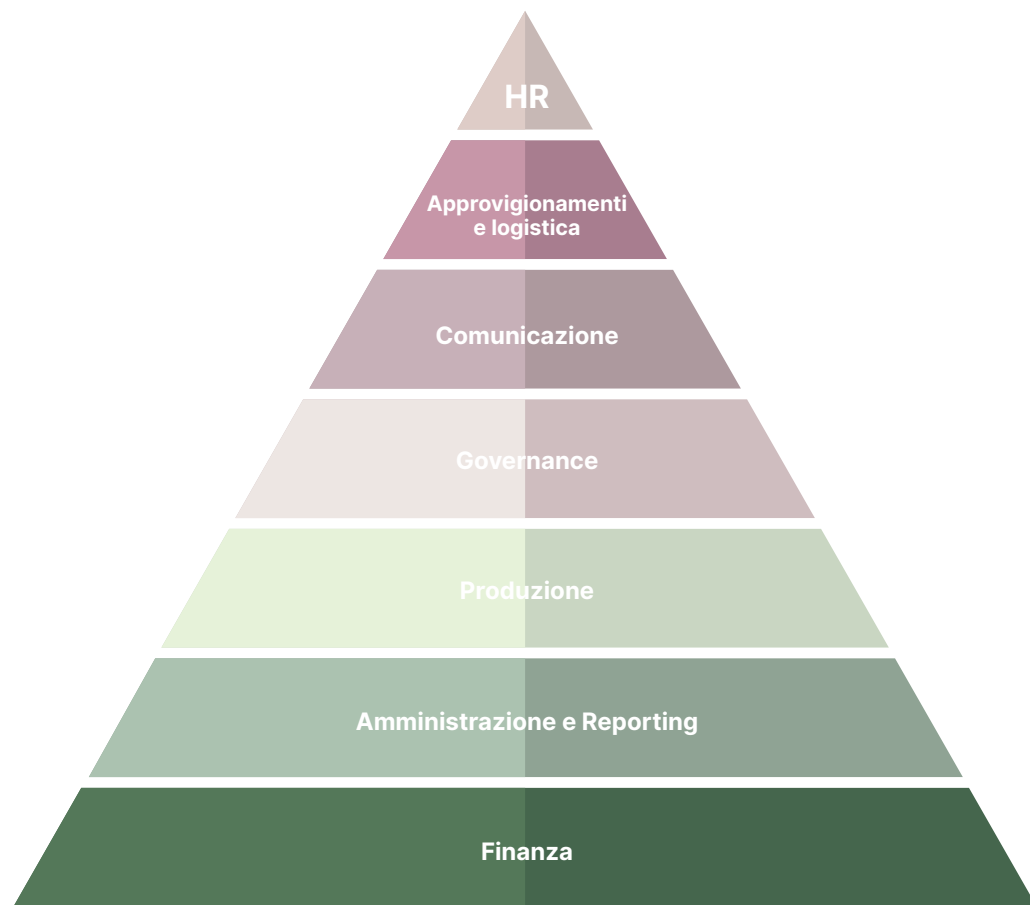 HR
Approvigionamenti
e logistica
Comunicazione
Governance
Produzione
Amministrazione e Reporting
Finanza